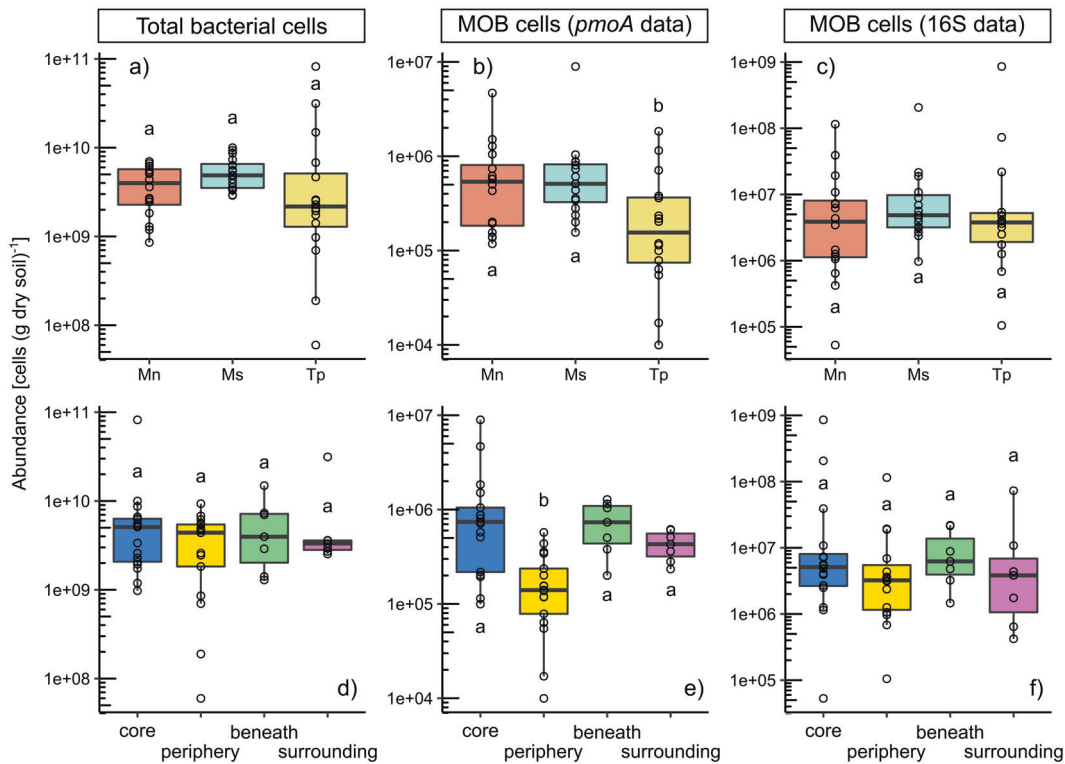 Total bacterial cells
MOB cells (pmoA data)
MOB cells (16S data)
Abundance [cells (g dry soil)-1]
a)
1e+11
1e+10
1e+09
1e+08
a
a
a
Mn
Ms
Tp
b)
1e+07
1e+06
1e+05
1e+04
a
a
b
Mn
Ms
Tp
c)
1e+09
1e+08
1e+07
1e+06
1e+05
a
a
a
Mn
Ms
Tp
1e+11
1e+10
1e+09
1e+08
a
a
a
a
d)
core
periphery
beneath
surrounding
1e+07
1e+06
1e+05
1e+04
a
b
a
a
e)
core
periphery
beneath
surrounding
1e+09
1e+08
1e+07
1e+06
1e+05
a
a
a
a
f)
core
periphery
beneath
surrounding